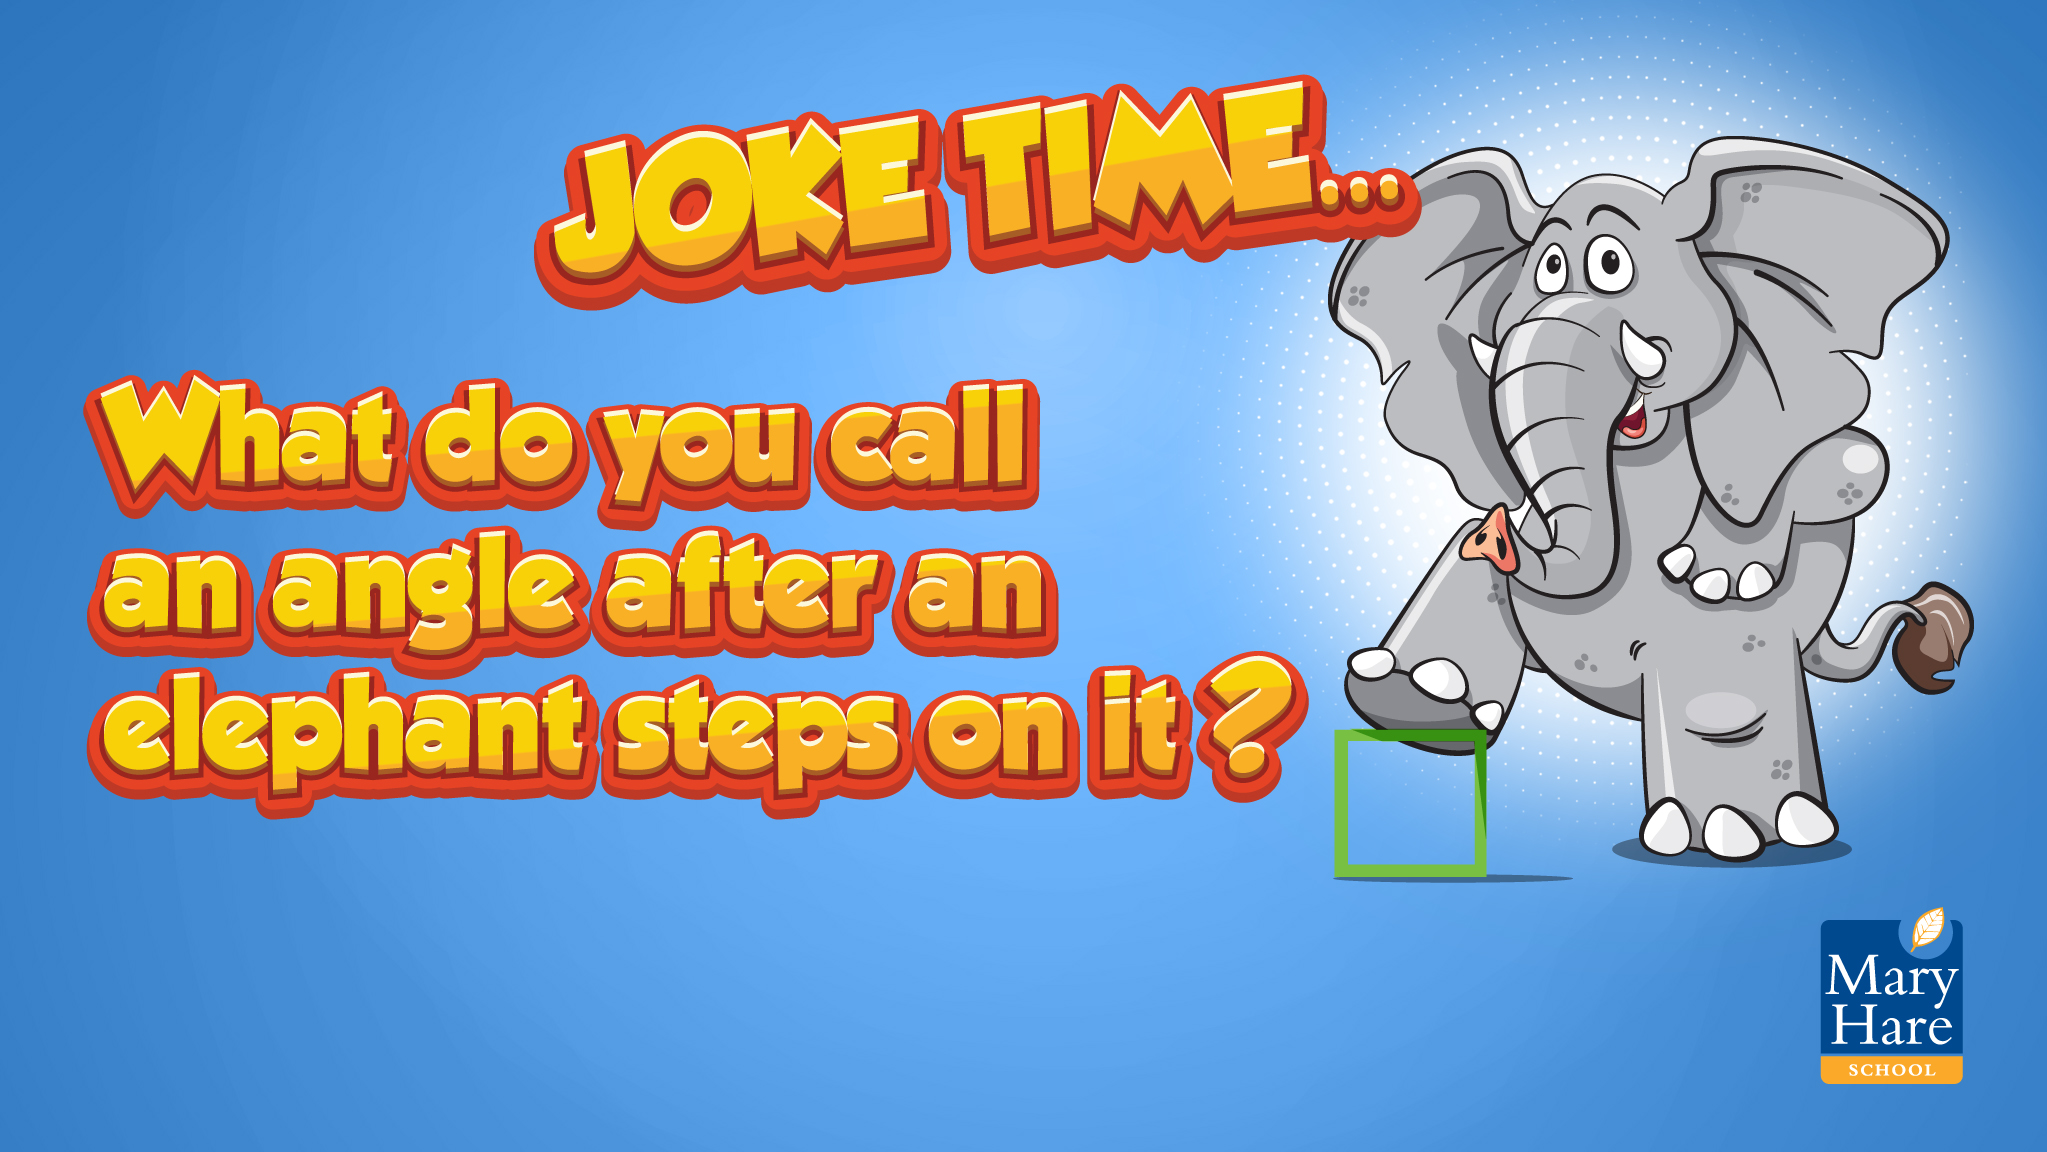 JOKE TIME...
What do you call
an angle after an
elephant steps on it?
Mary
Hare
SCHOOL